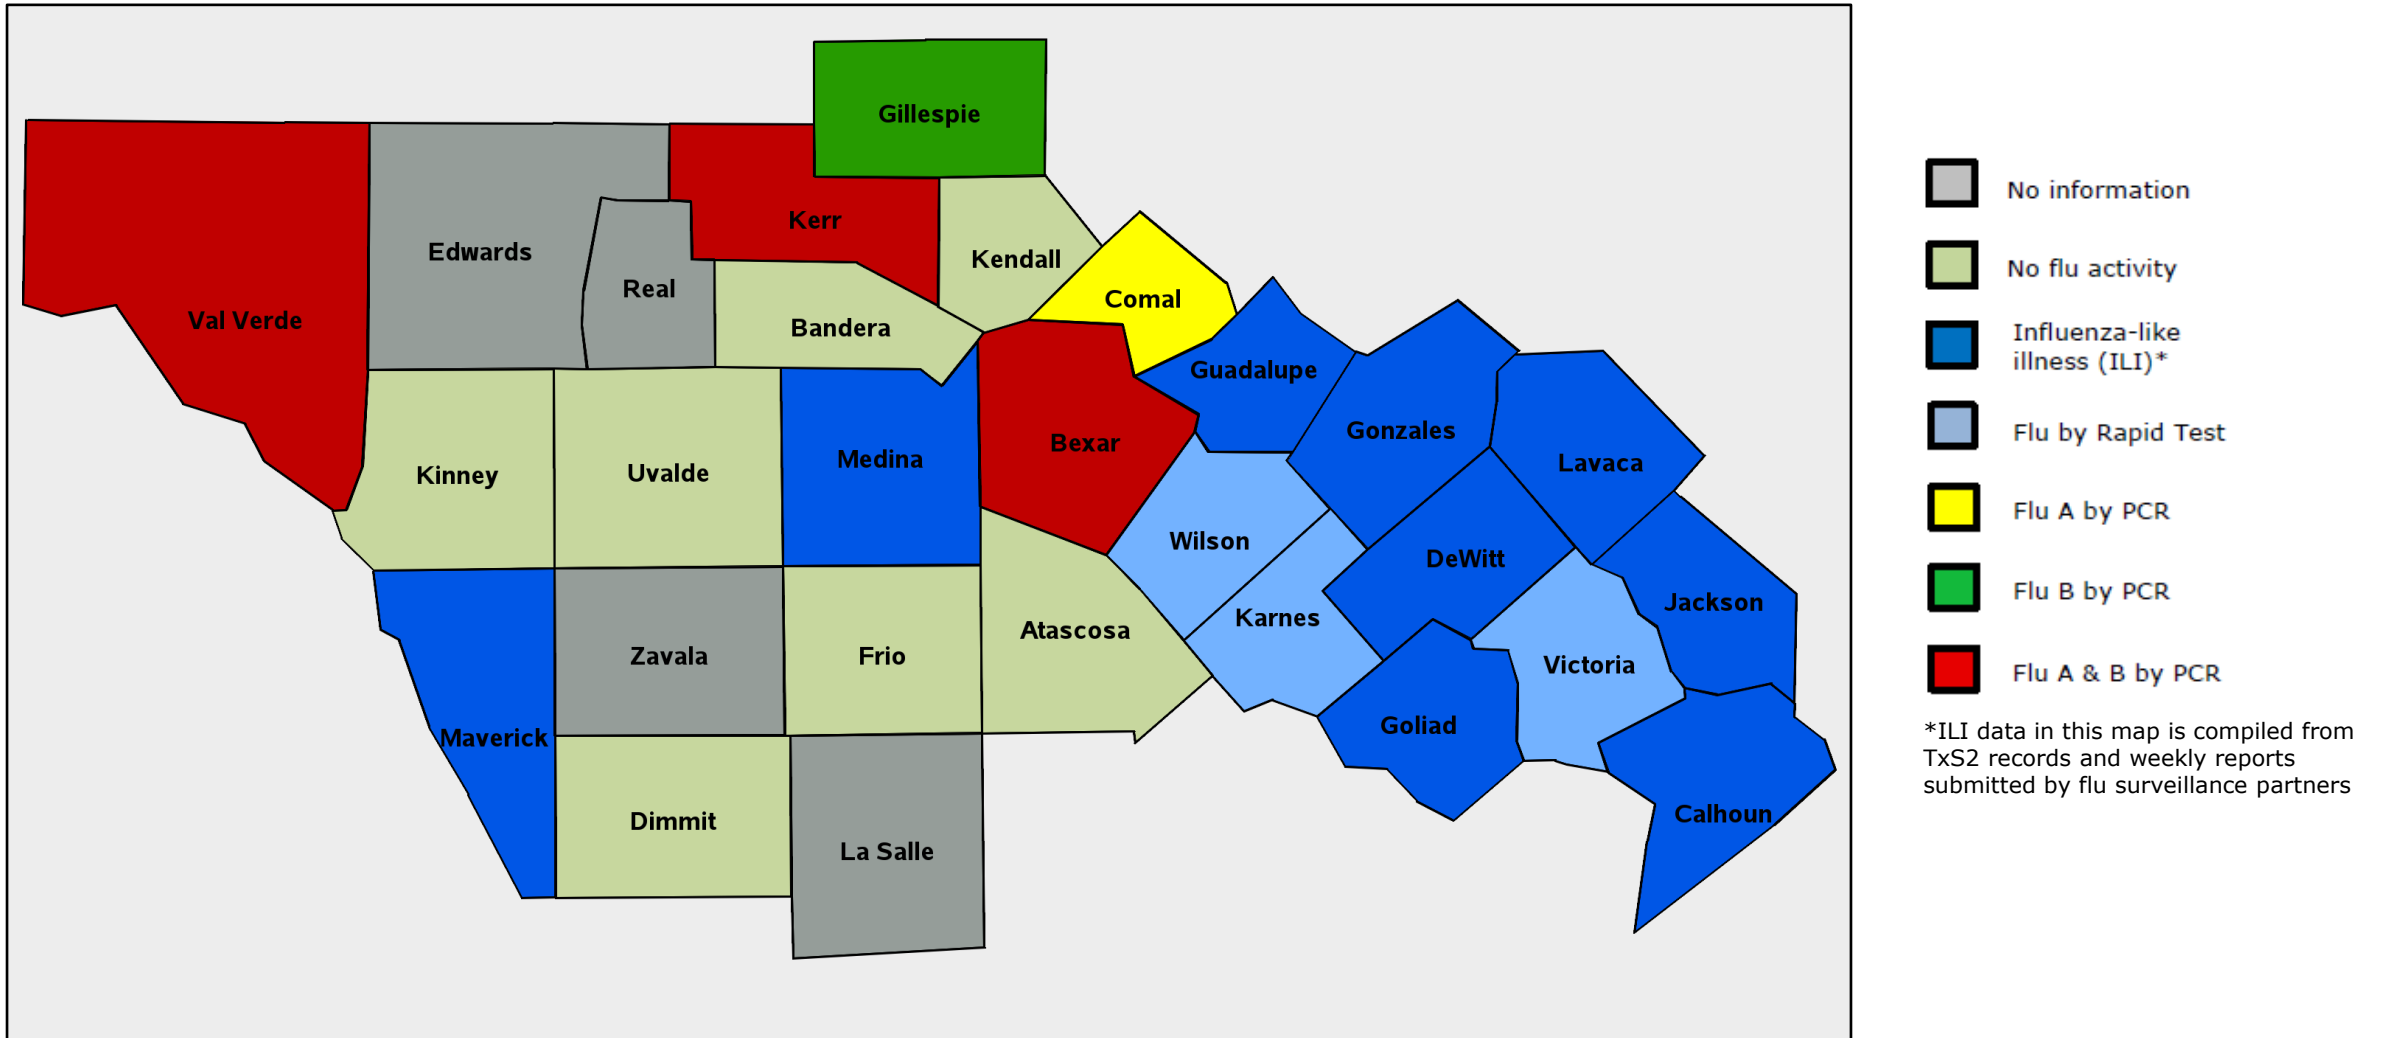 Gillespie
Kerr
Edwards
Kendall
Real
Comal
Val Verde
Bandera
Guadalupe
Gonzales
Bexar
Medina
Lavaca
Uvalde
Kinney
Wilson
DeWitt
Jackson
Karnes
Atascosa
Zavala
Frio
Victoria
Goliad
Maverick
Calhoun
Dimmit
La Salle
No information
No flu activity
Influenza-like
illness (ILI)*
Flu by Rapid Test
Flu A by PCR
Flu B by PCR
Flu A & B by PCR
*ILI data in this map is compiled from
TxS2 records and weekly reports
submitted by flu surveillance partners